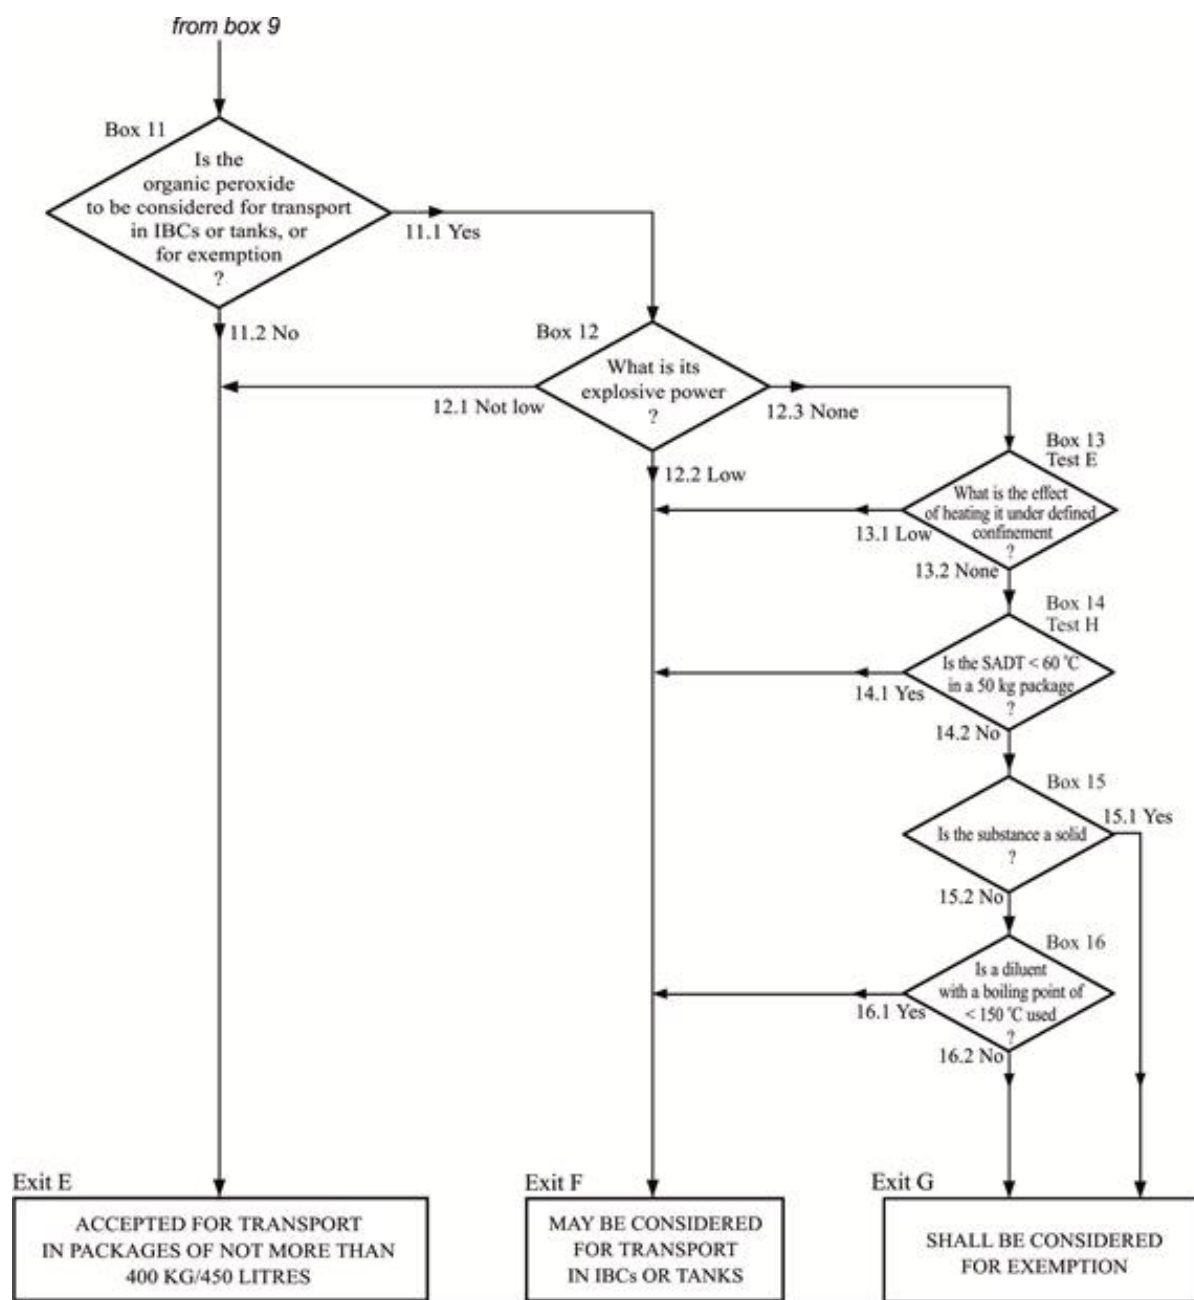 from box 9
Box 11
Is the
organic peroxide
to be considered for transport
in IBCs or tanks, or
for exemption
?
11.1 Yes
11.2 No
Box 12
What is its
explosive power
?
12.1 Not low
12.3 None
12.2 Low
Box 13
Test E
What is the effect
of heating it under defined
confinement
?
13.1 Low
13.2 None
Box 14
Test H
Is the SADT < 60 °C
in a 50 kg package
?
14.1 Yes
14.2 No
Box 15
Is the substance a solid
?
15.1 Yes
15.2 No
Box 16
Is a diluent
with a boiling point of
< 150 °C used
?
16.1 Yes
16.2 No
Exit E
ACCEPTED FOR TRANSPORT
IN PACKAGES OF NOT MORE THAN
400 KG/450 LITRES
Exit F
MAY BE CONSIDERED
FOR TRANSPORT
IN IBCs OR TANKS
Exit G
SHALL BE CONSIDERED
FOR EXEMPTION